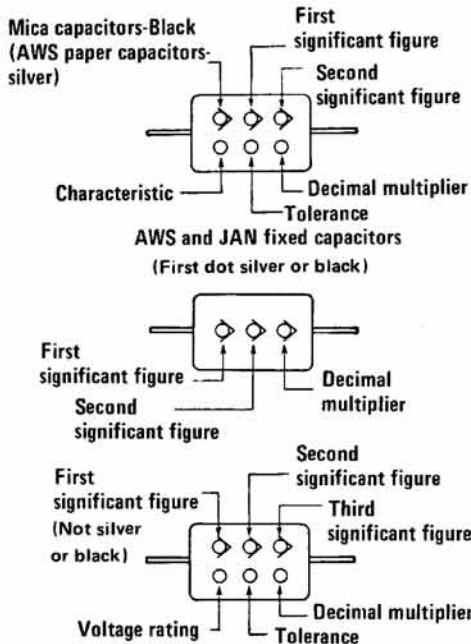 Mica capacitors-Black
(AWS paper capacitors-
silver)
First
significant figure
Second
significant figure
Characteristic
Decimal multiplier
Tolerance
AWS and JAN fixed capacitors
(First dot silver or black)
First
significant figure
Second
significant figure
Decimal
multiplier
First
significant figure
(Not silver
or black)
Second
significant figure
Third
significant figure
Voltage rating
Decimal multiplier
Tolerance